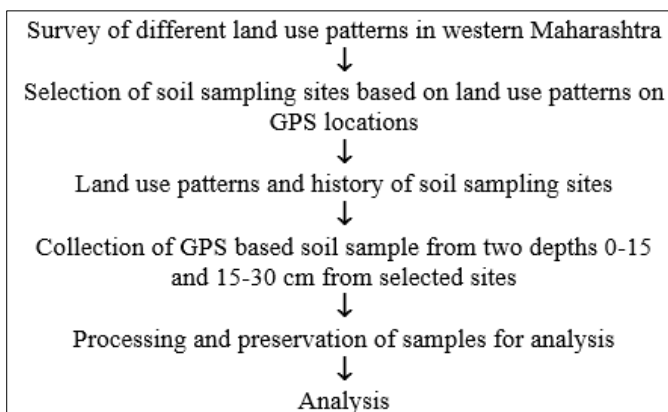 Survey of different land use patterns in western Maharashtra
↓
Selection of soil sampling sites based on land use patterns on
GPS locations
↓
Land use patterns and history of soil sampling sites
↓
Collection of GPS based soil sample from two depths 0-15
and 15-30 cm from selected sites
↓
Processing and preservation of samples for analysis
↓
Analysis